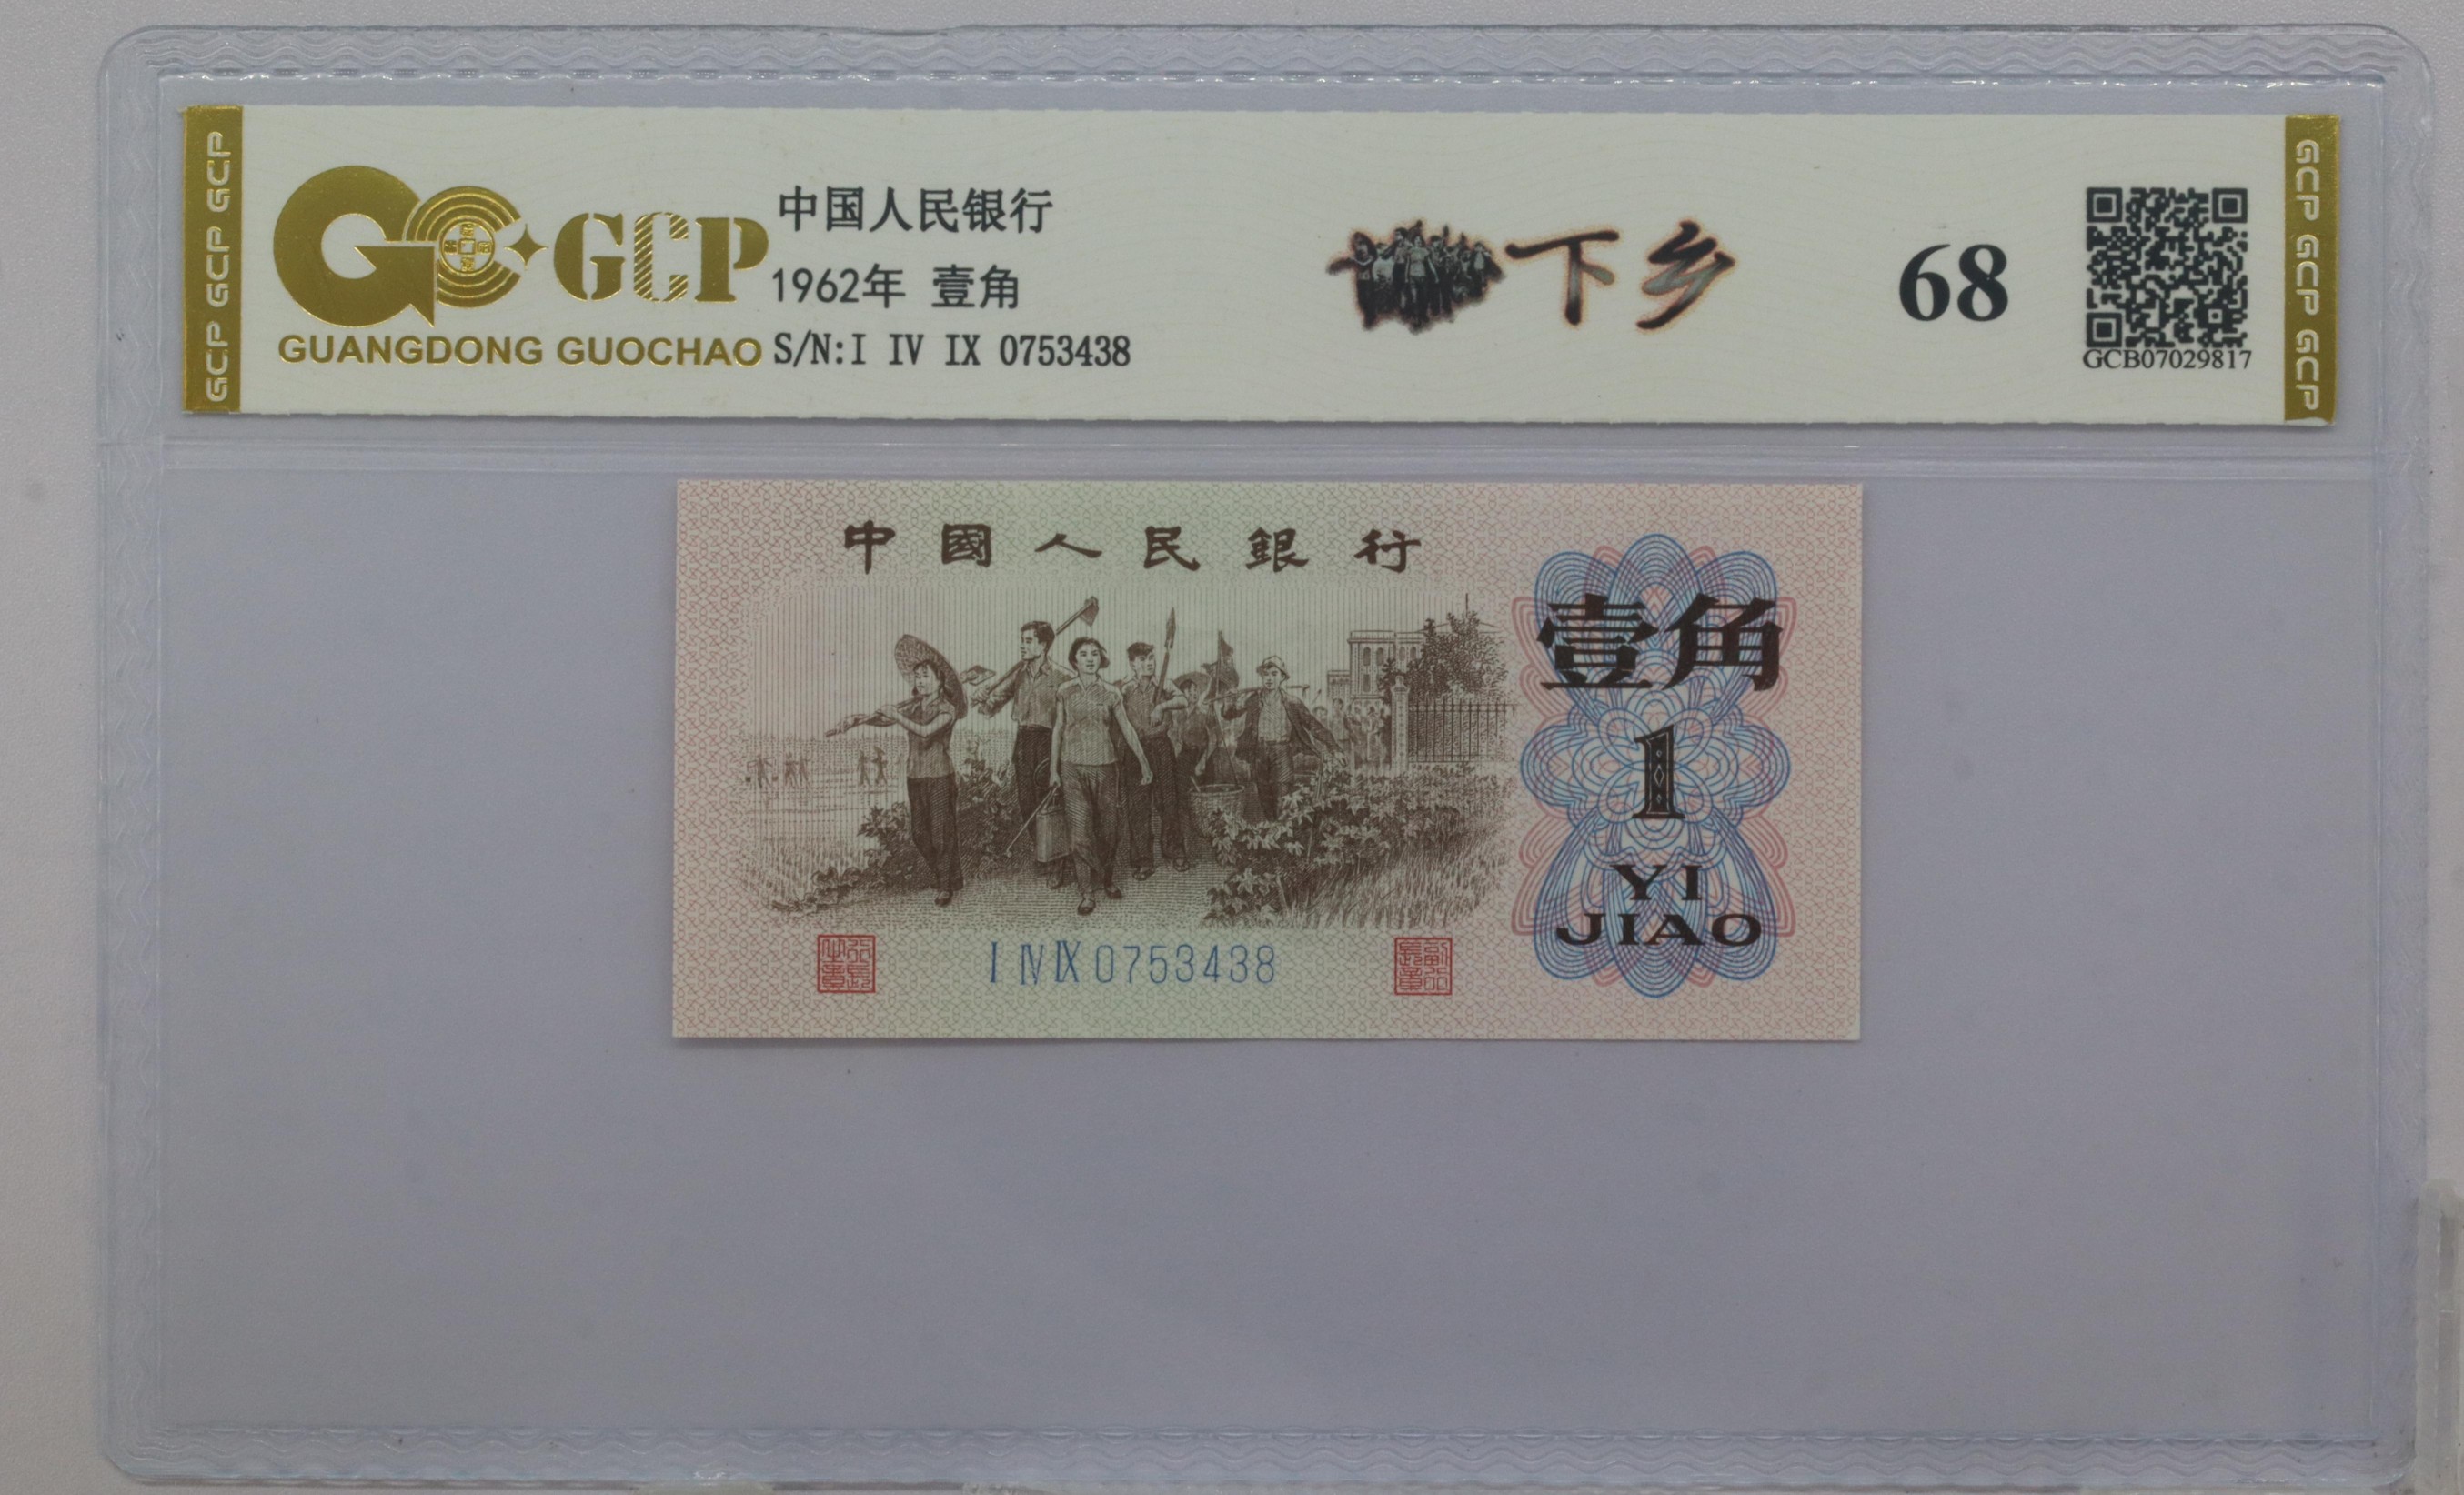 GCP GCP GCP
GCP
GUANGDONG GUOCHAO
中国人民银行
1962年 壹角
S/N:I IV IX 0753438
下乡
68
GCB07029817
GCP GCP GCP
中國人民銀行
壹角
1
YI
JIAO
I IV IX 0753438